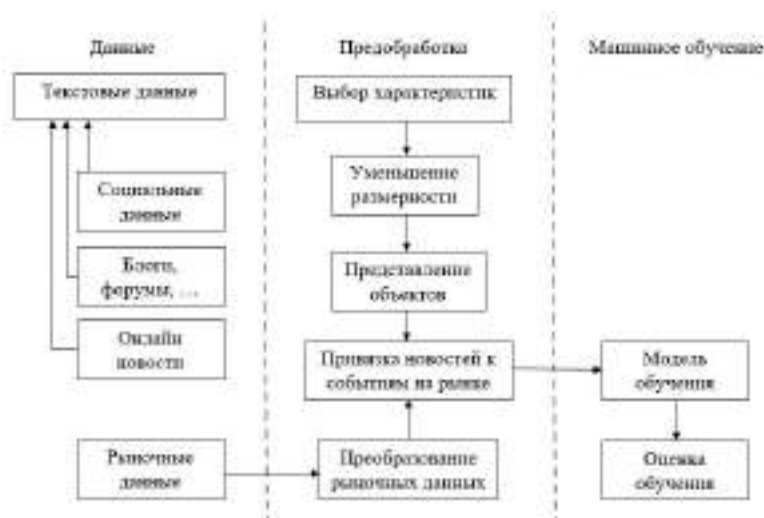 Данные
Текстовые данные
Социальные
данные
Блоги,
форумы, …
Онлайн
новости
Рыночные
данные
Предобработка
Выбор характеристик
Уменьшение
размерности
Представление
объектов
Привязка новостей к
событиям на рынке
Преобразование
рыночных данных
Машинное обучение
Модель
обучения
Оценка
обучения